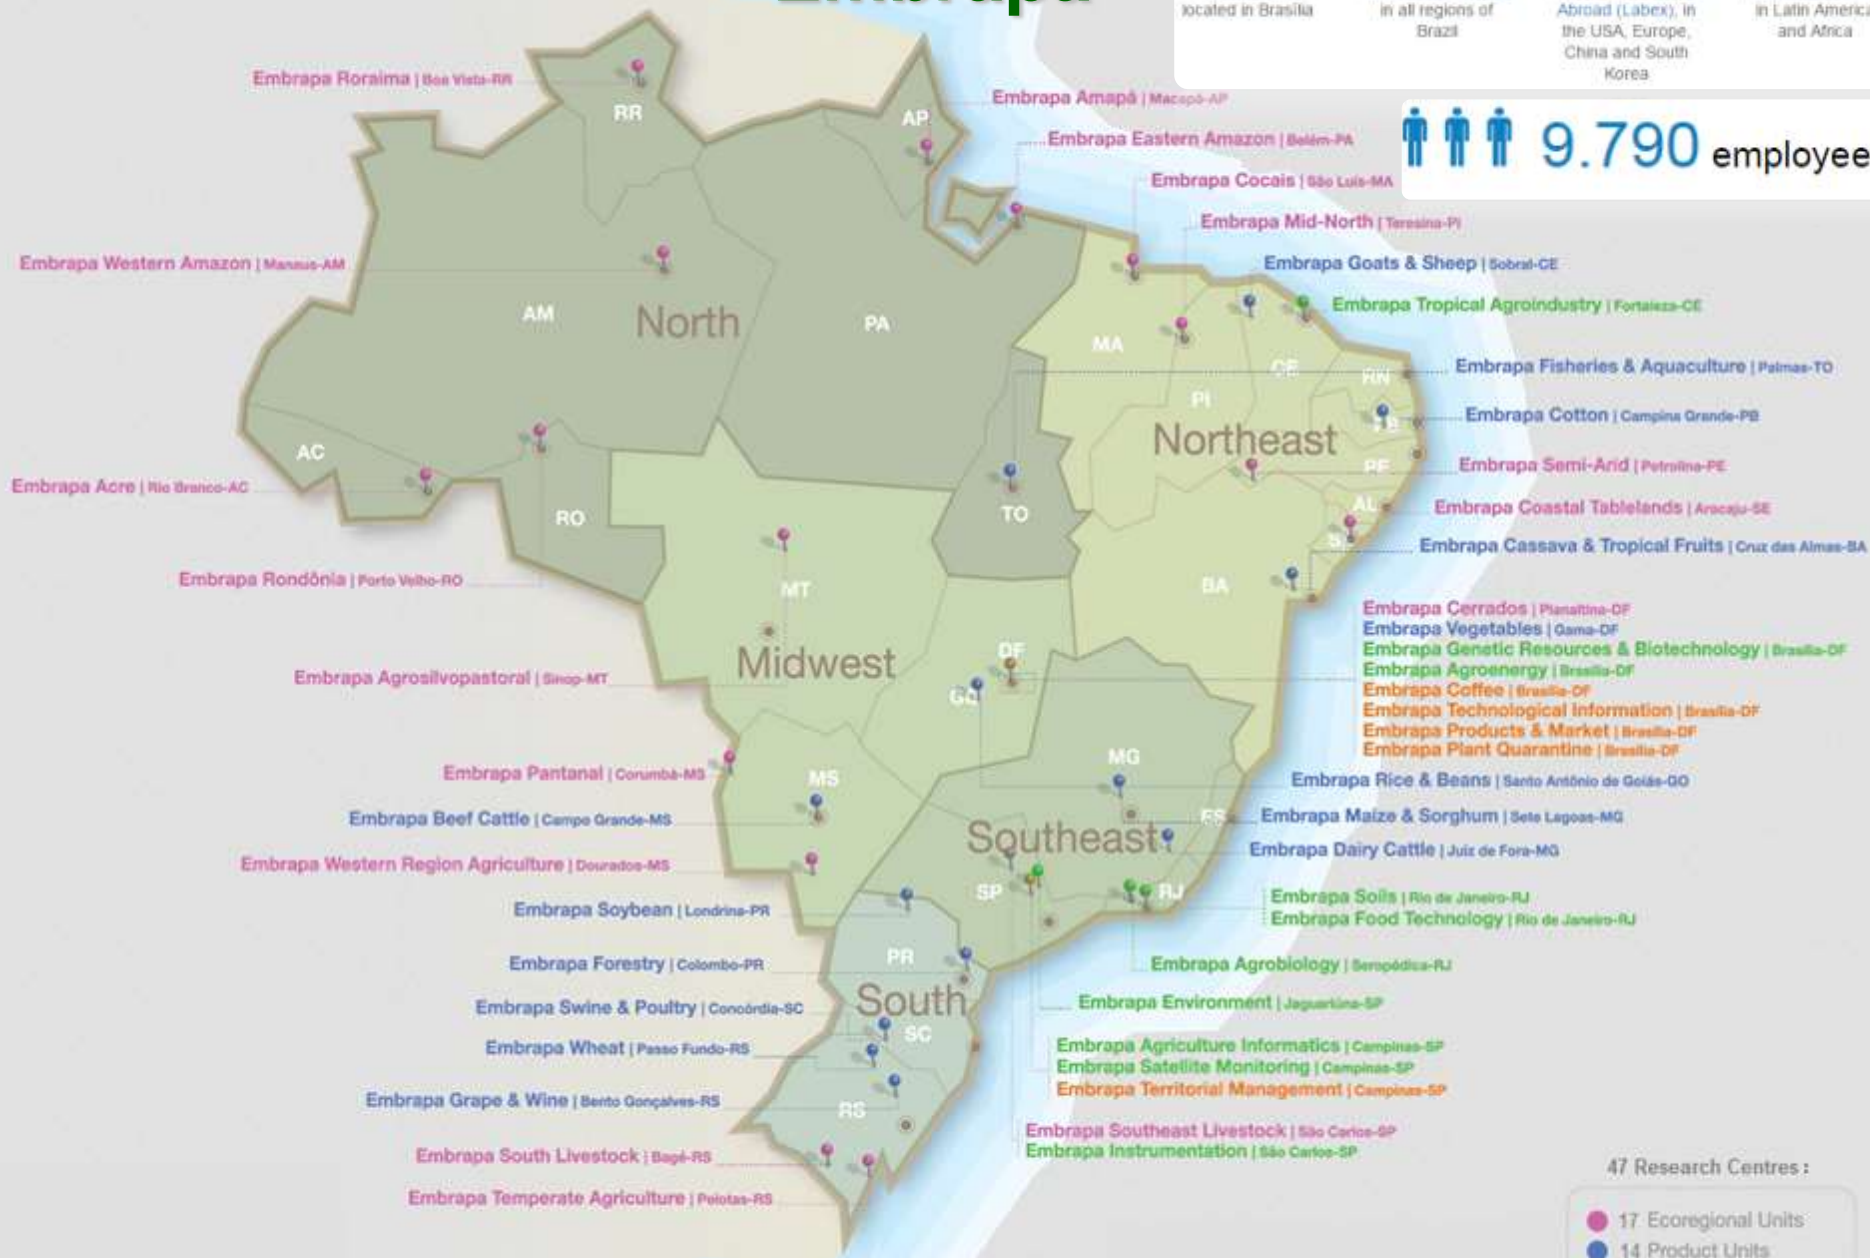 Embrapa
located in Brasília
in all regions of
Brazil
Abroad (Labex), in
the USA, Europe,
China and South
Korea
in Latin America
and Africa
9.790 employee
Embrapa Roraima | Boa Vista-RR
Embrapa Amapá | Macapá-AP
Embrapa Eastern Amazon | Belém-PA
Embrapa Cocais | São Luís-MA
Embrapa Mid-North | Teresina-PI
Embrapa Western Amazon | Manaus-AM
Embrapa Goats & Sheep | Sobral-CE
Embrapa Tropical Agroindustry | Fortaleza-CE
Embrapa Fisheries & Aquaculture | Palmas-TO
Embrapa Cotton | Campina Grande-PB
Embrapa Semi-Arid | Petrolina-PE
Embrapa Acre | Rio Branco-AC
Embrapa Coastal Tablelands | Aracaju-SE
Embrapa Cassava & Tropical Fruits | Cruz das Almas-BA
Embrapa Rondônia | Porto Velho-RO
Embrapa Cerrados | Planaltina-DF
Embrapa Vegetables | Gama-DF
Embrapa Genetic Resources & Biotechnology | Brasília-DF
Embrapa Agroenergy | Brasília-DF
Embrapa Coffee | Brasília-DF
Embrapa Technological Information | Brasília-DF
Embrapa Products & Market | Brasília-DF
Embrapa Plant Quarantine | Brasília-DF
Embrapa Agrosilvopastoral | Sinop-MT
Embrapa Pantanal | Corumbá-MS
Embrapa Rice & Beans | Santo Antônio de Goiás-GO
Embrapa Beef Cattle | Campo Grande-MS
Embrapa Maize & Sorghum | Sete Lagoas-MG
Embrapa Dairy Cattle | Juiz de Fora-MG
Embrapa Western Region Agriculture | Dourados-MS
Embrapa Soils | Rio de Janeiro-RJ
Embrapa Food Technology | Rio de Janeiro-RJ
Embrapa Soybean | Londrina-PR
Embrapa Forestry | Colombo-PR
Embrapa Agrobiology | Seropédica-RJ
Embrapa Swine & Poultry | Concórdia-SC
Embrapa Environment | Jaguariúna-SP
Embrapa Wheat | Passo Fundo-RS
Embrapa Agriculture Informatics | Campinas-SP
Embrapa Satellite Monitoring | Campinas-SP
Embrapa Territorial Management | Campinas-SP
Embrapa Grape & Wine | Bento Gonçalves-RS
Embrapa Southeast Livestock | São Carlos-SP
Embrapa Instrumentation | São Carlos-SP
Embrapa South Livestock | Bagé-RS
Embrapa Temperate Agriculture | Pelotas-RS
RR
AP
AM
North
PA
MA
CE
RN
PI
Northeast
PE
AC
RO
TO
AL
MT
BA
Midwest
DF
GO
MG
MS
ES
Southeast
SP
RJ
PR
South
SC
RS
47 Research Centres :
17 Ecoregional Units
14 Product Units